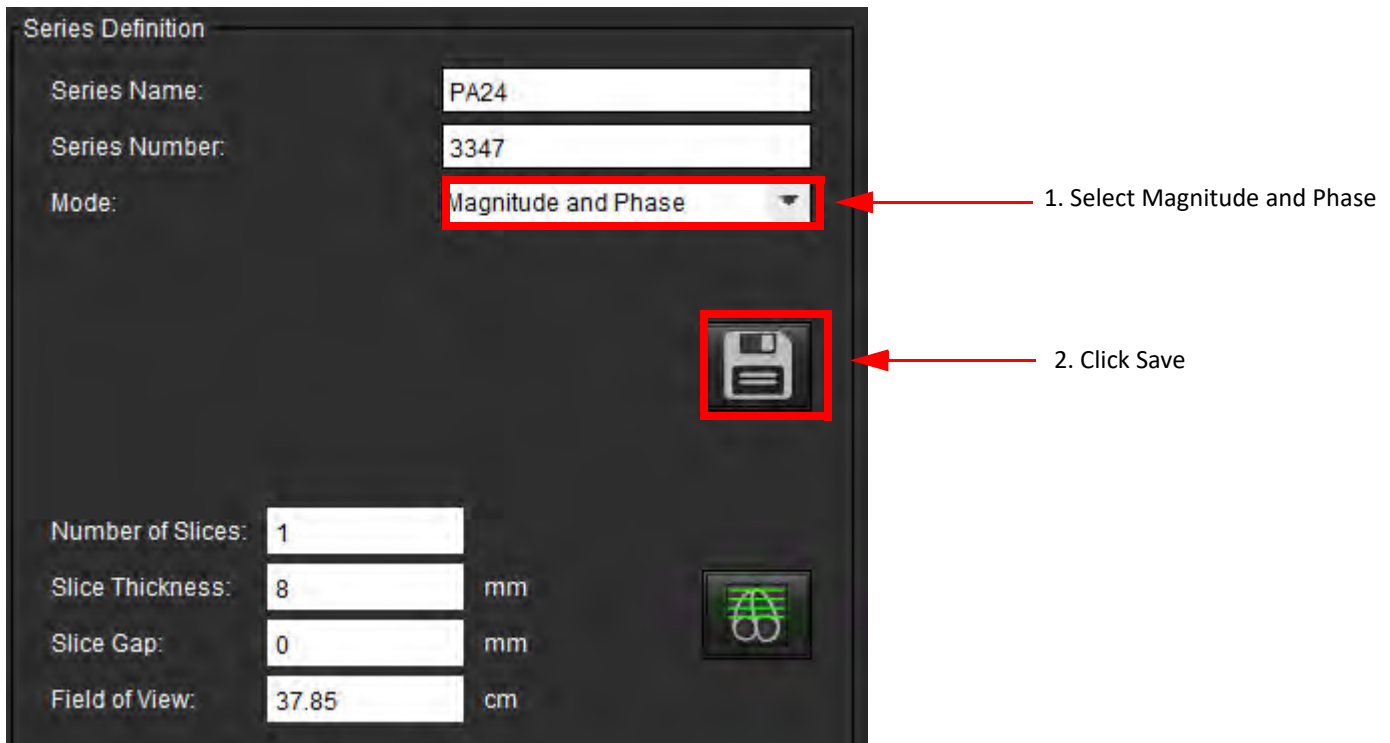 Series Definition
Series Name: PA24
Series Number: 3347
Mode: Magnitude and Phase
1. Select Magnitude and Phase
2. Click Save
Number of Slices: 1
Slice Thickness: 8 mm
Slice Gap: 0 mm
Field of View: 37.85 cm